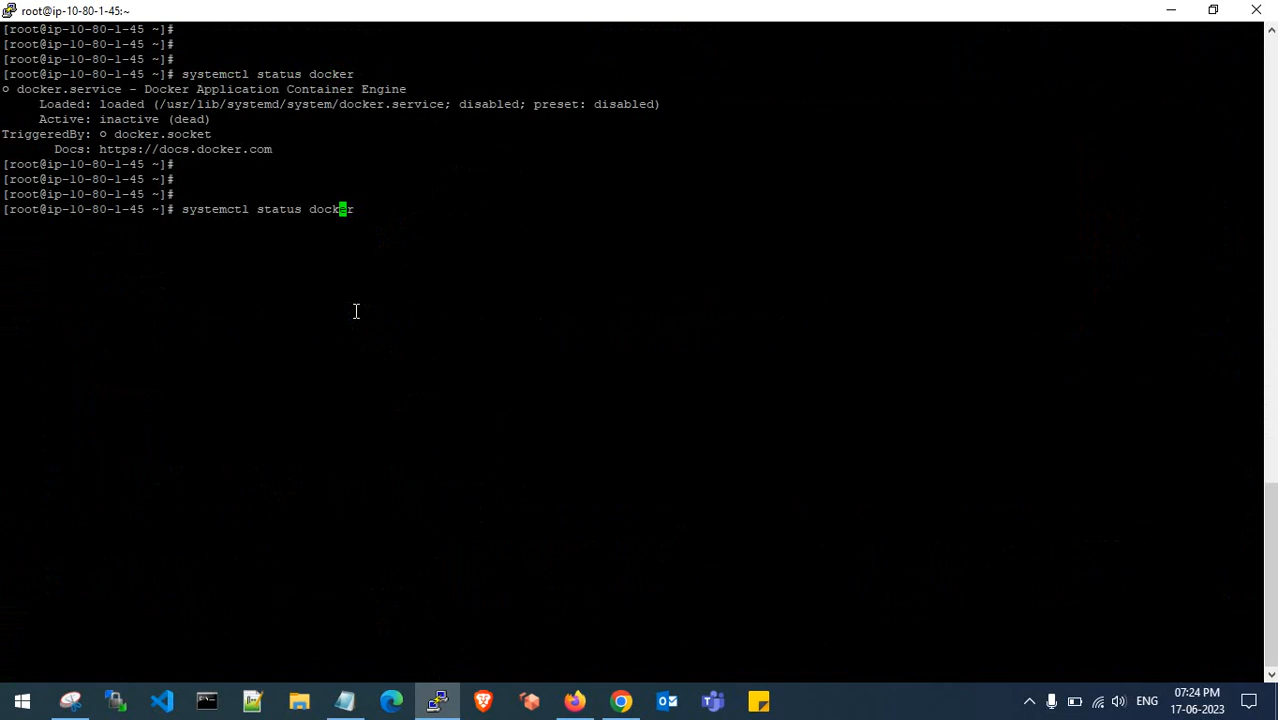 root@ip-10-80-1-45:~
[root@ip-10-80-1-45 ~]#
[root@ip-10-80-1-45 ~]#
[root@ip-10-80-1-45 ~]#
[root@ip-10-80-1-45 ~]# systemctl status docker
○ docker.service - Docker Application Container Engine
     Loaded: loaded (/usr/lib/systemd/system/docker.service; disabled; preset: disabled)
     Active: inactive (dead)
TriggeredBy: ○ docker.socket
       Docs: https://docs.docker.com
[root@ip-10-80-1-45 ~]#
[root@ip-10-80-1-45 ~]#
[root@ip-10-80-1-45 ~]#
[root@ip-10-80-1-45 ~]# systemctl status docker
ENG
07:24 PM
17-06-2023